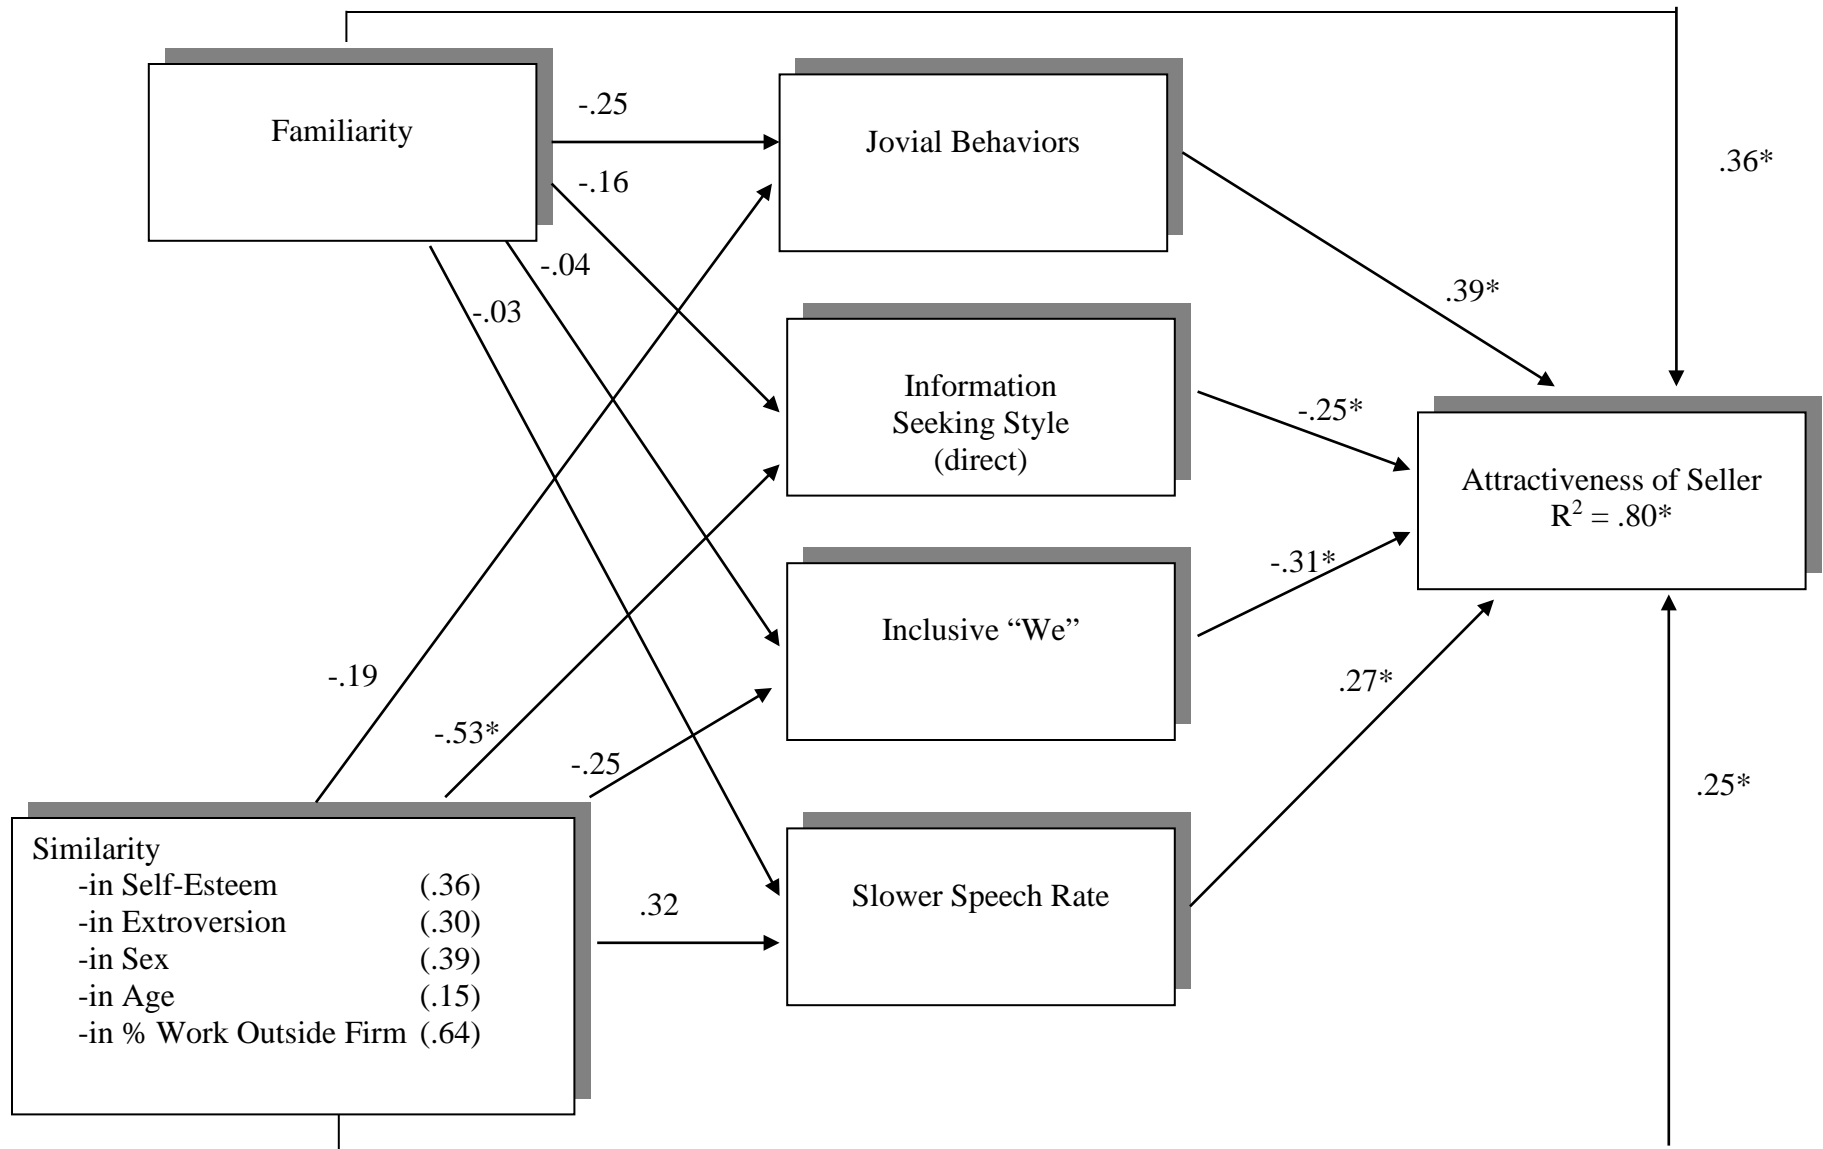 Familiarity
-.25
-.16
-.04
-.03
Jovial Behaviors
.36*
.39*
Information
Seeking Style
(direct)
-.25*
Attractiveness of Seller
R² = .80*
-.31*
Inclusive “We”
-.19
-.53*
-.25
.27*
.25*
Similarity
-in Self-Esteem (.36)
-in Extroversion (.30)
-in Sex (.39)
-in Age (.15)
-in % Work Outside Firm (.64)
.32
Slower Speech Rate